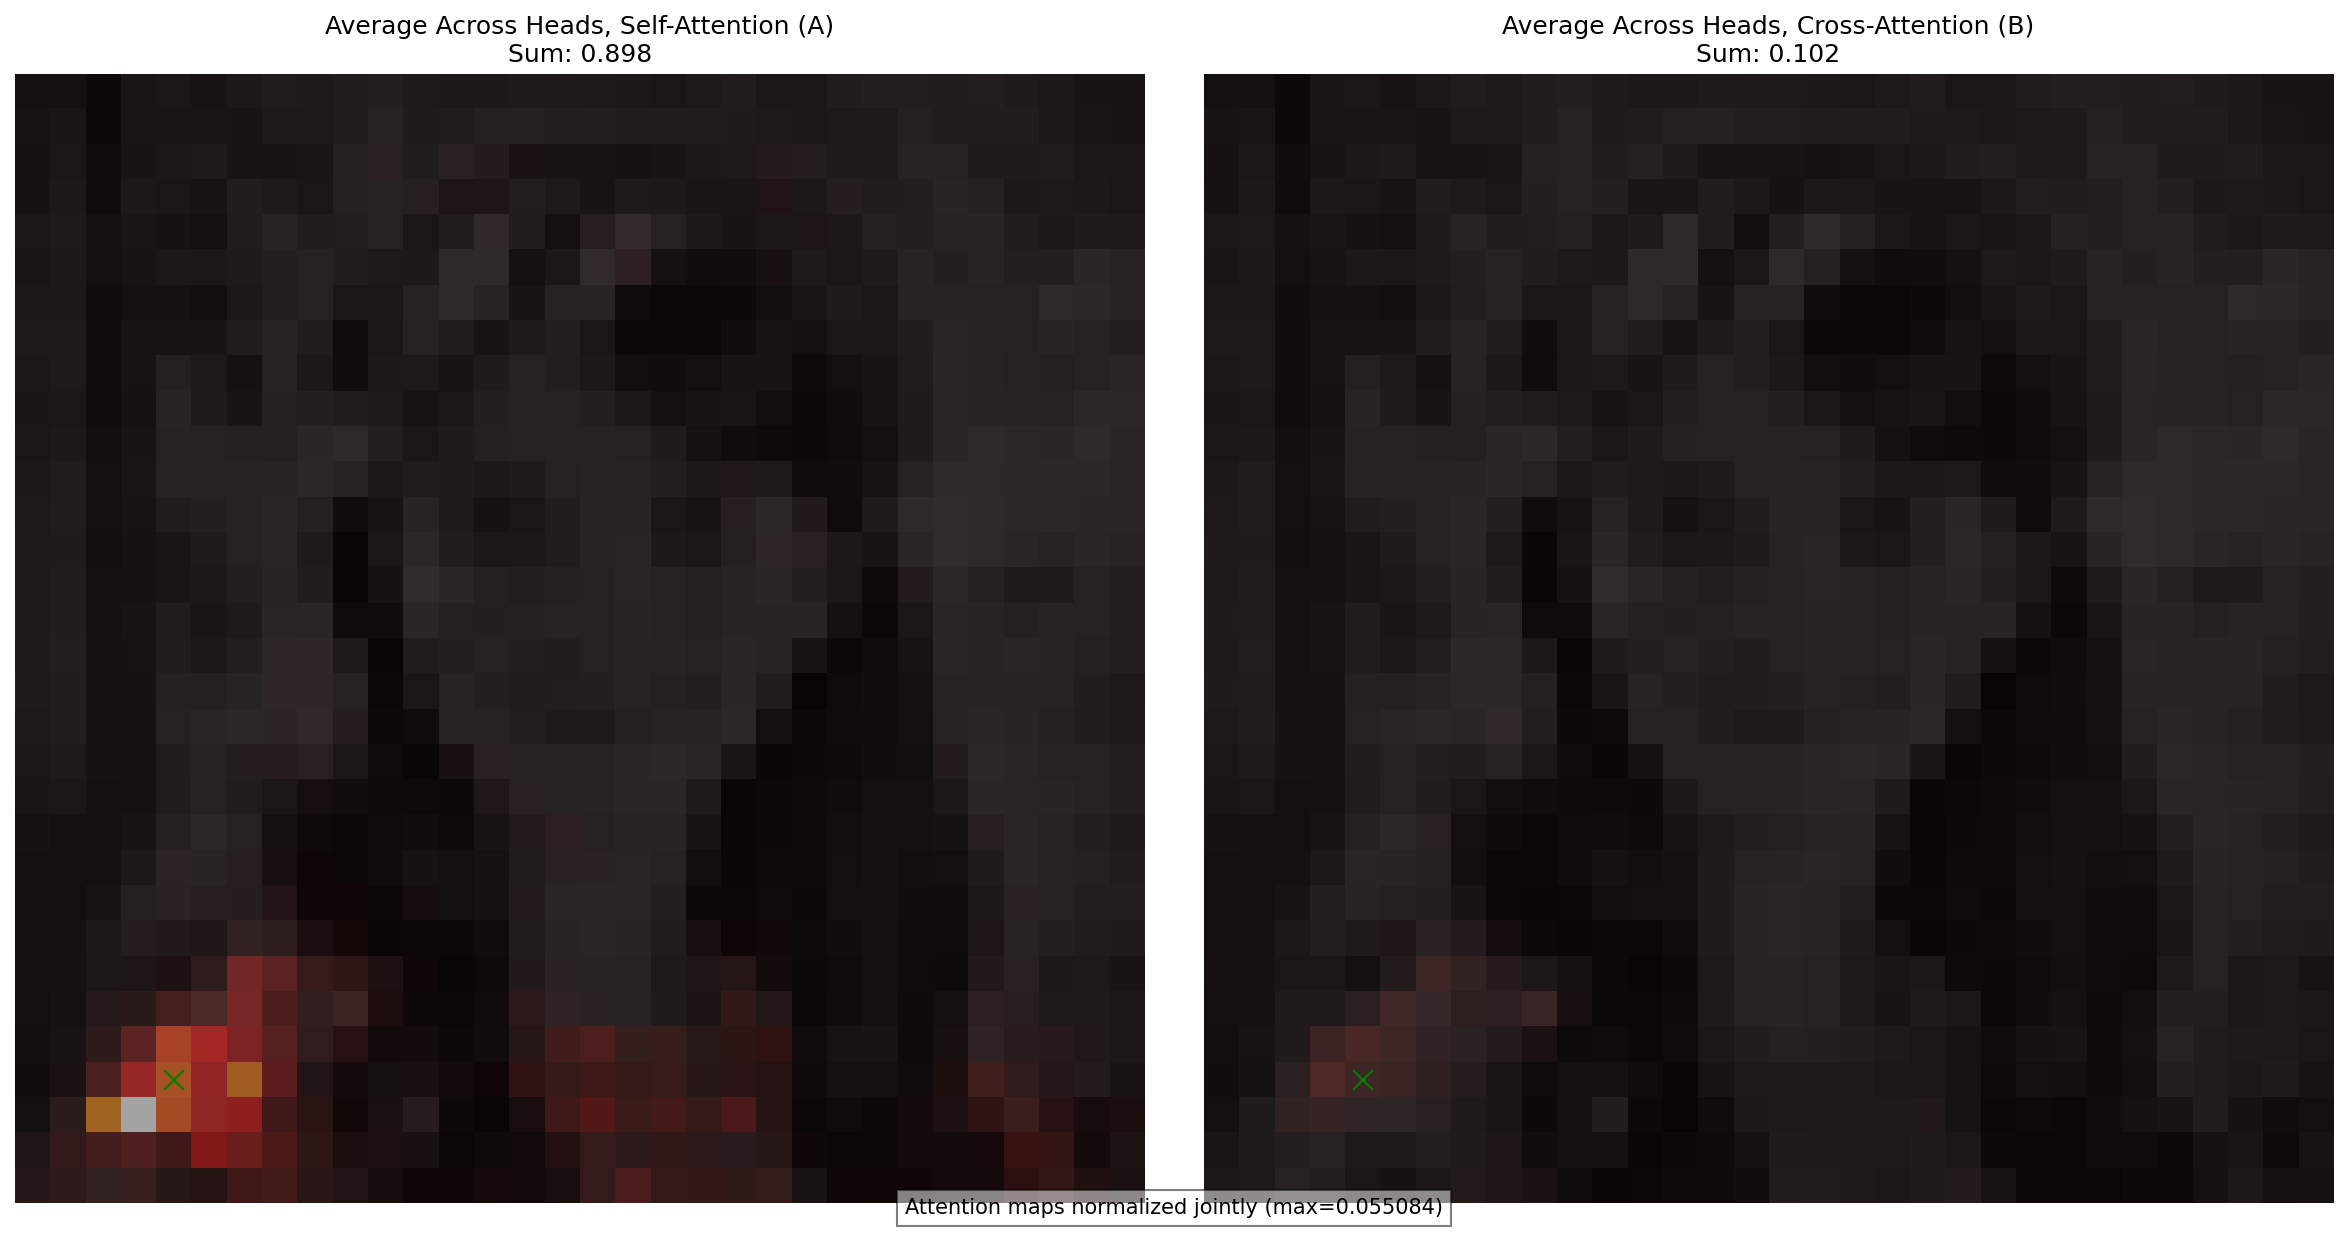 Average Across Heads, Self-Attention (A)
Sum: 0.898
Average Across Heads, Cross-Attention (B)
Sum: 0.102
Attention maps normalized jointly (max=0.055084)